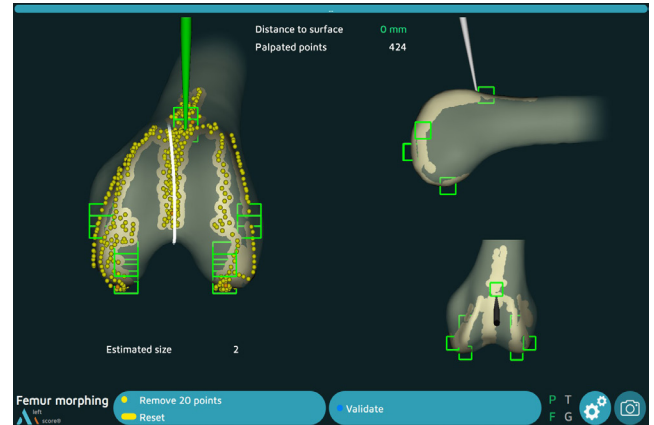 Distance to surface 0 mm
Palpated points 424
Estimated size 2
Femur morphing
left
score®
Remove 20 points
Reset
Validate
P T
F G